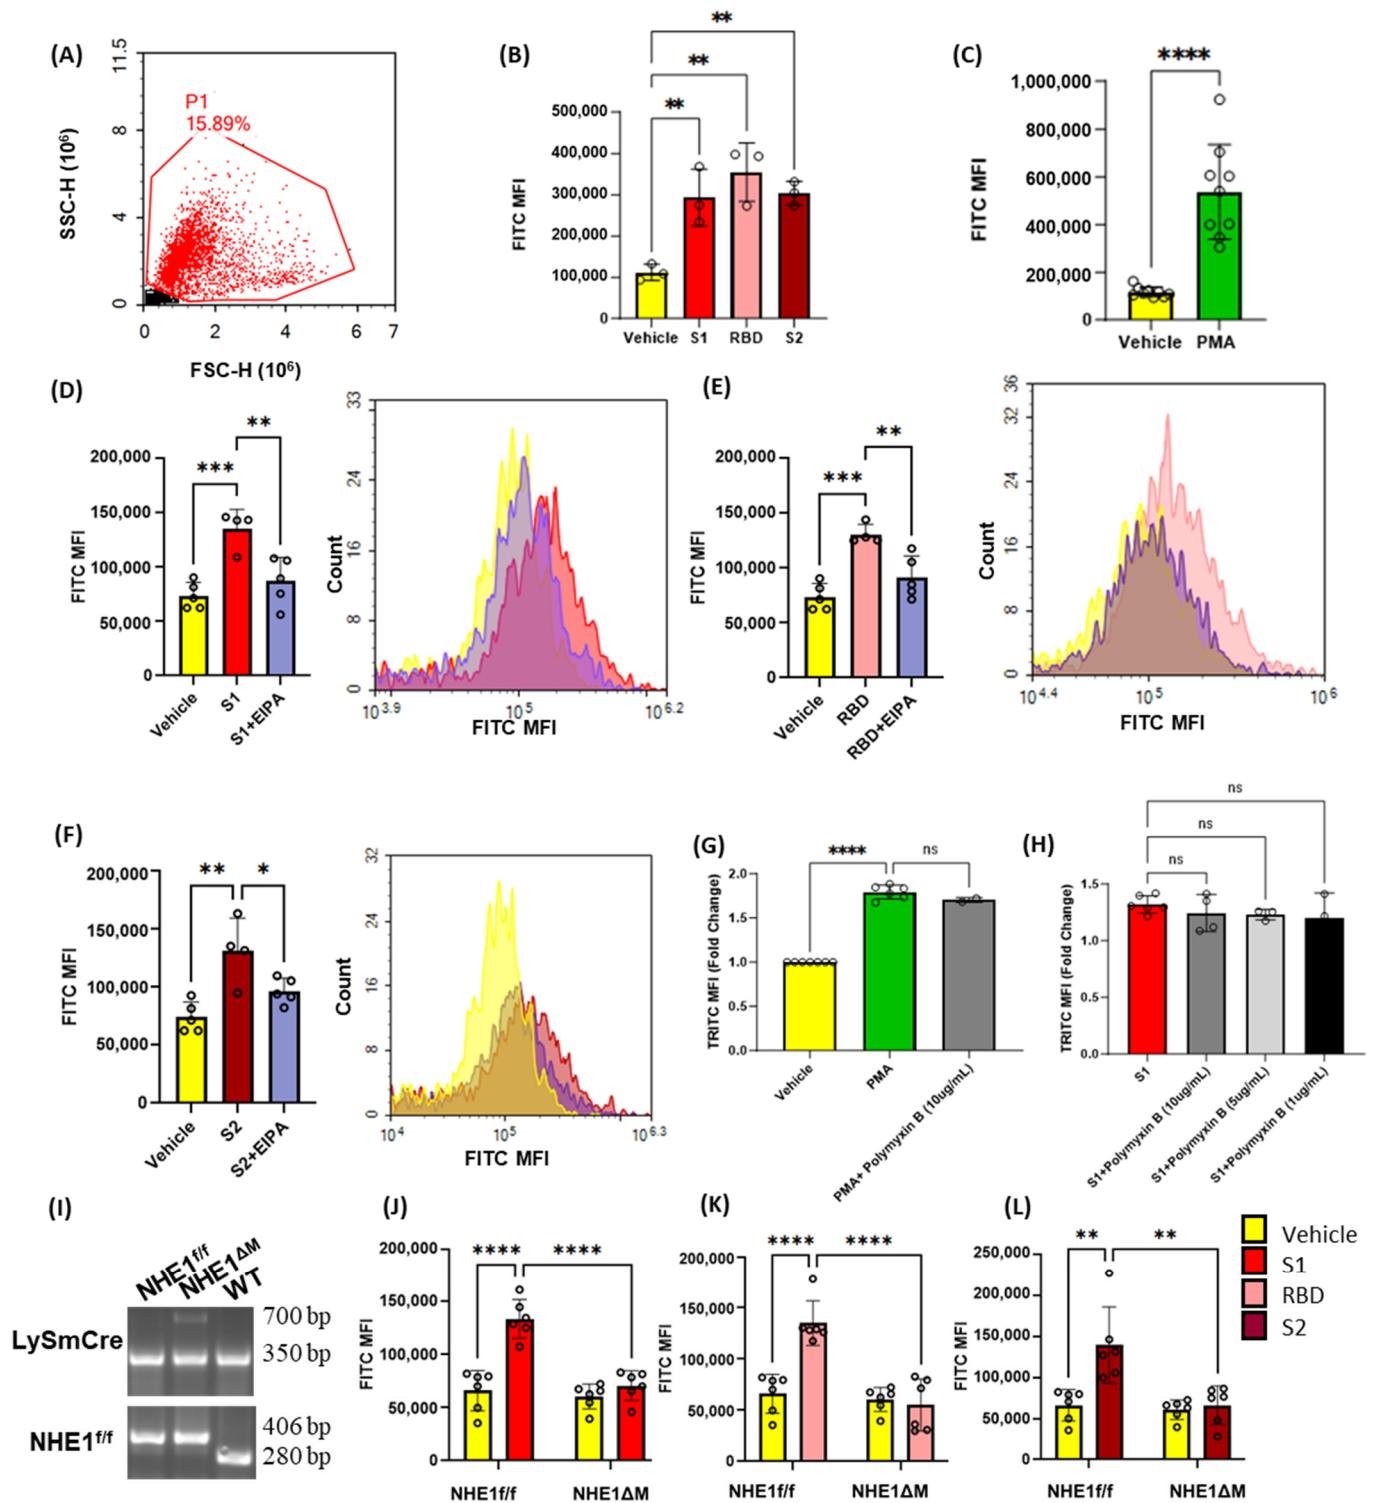 (A)
11.5
8
4
0
SSC-H (10⁶)
P1
15.89%
0 2 4 6 7
FSC-H (10⁶)
(B)
**
**
**
500,000
400,000
300,000
200,000
100,000
0
FITC MFI
Vehicle S1 RBD S2
(C)
****
1,000,000
800,000
600,000
400,000
200,000
0
FITC MFI
Vehicle PMA
(D)
**
***
200,000
150,000
100,000
50,000
0
FITC MFI
Vehicle
S1
S1+EIPA
33
24
16
8
0
Count
10^3.9 10^5 10^6.2
FITC MFI
(E)
**
***
200,000
150,000
100,000
50,000
0
FITC MFI
Vehicle
RBD
RBD+EIPA
36
32
24
16
8
0
Count
10^4.4 10^5 10^6
FITC MFI
(F)
** *
200,000
150,000
100,000
50,000
0
FITC MFI
Vehicle
S2
S2+EIPA
32
24
16
8
0
Count
10^4 10^5 10^6.3
FITC MFI
(G)
**** ns
2.0
1.5
1.0
0.5
0.0
TRITC MFI (Fold Change)
Vehicle
PMA
PMA+ Polymyxin B (10ug/mL)
(H)
ns
ns
ns
1.5
1.0
0.5
0.0
TRITC MFI (Fold Change)
S1
S1+Polymyxin B (10ug/mL)
S1+Polymyxin B (5ug/mL)
S1+Polymyxin B (1ug/mL)
(I)
NHE1f/f
NHE1ΔM
WT
LySmCre
700 bp
350 bp
NHE1f/f
406 bp
280 bp
(J)
**** ****
200,000
150,000
100,000
50,000
0
FITC MFI
NHE1f/f NHE1ΔM
(K)
**** ****
200,000
150,000
100,000
50,000
0
FITC MFI
NHE1f/f NHE1ΔM
(L)
** **
250,000
200,000
150,000
100,000
50,000
0
FITC MFI
NHE1f/f NHE1ΔM
Vehicle
S1
RBD
S2